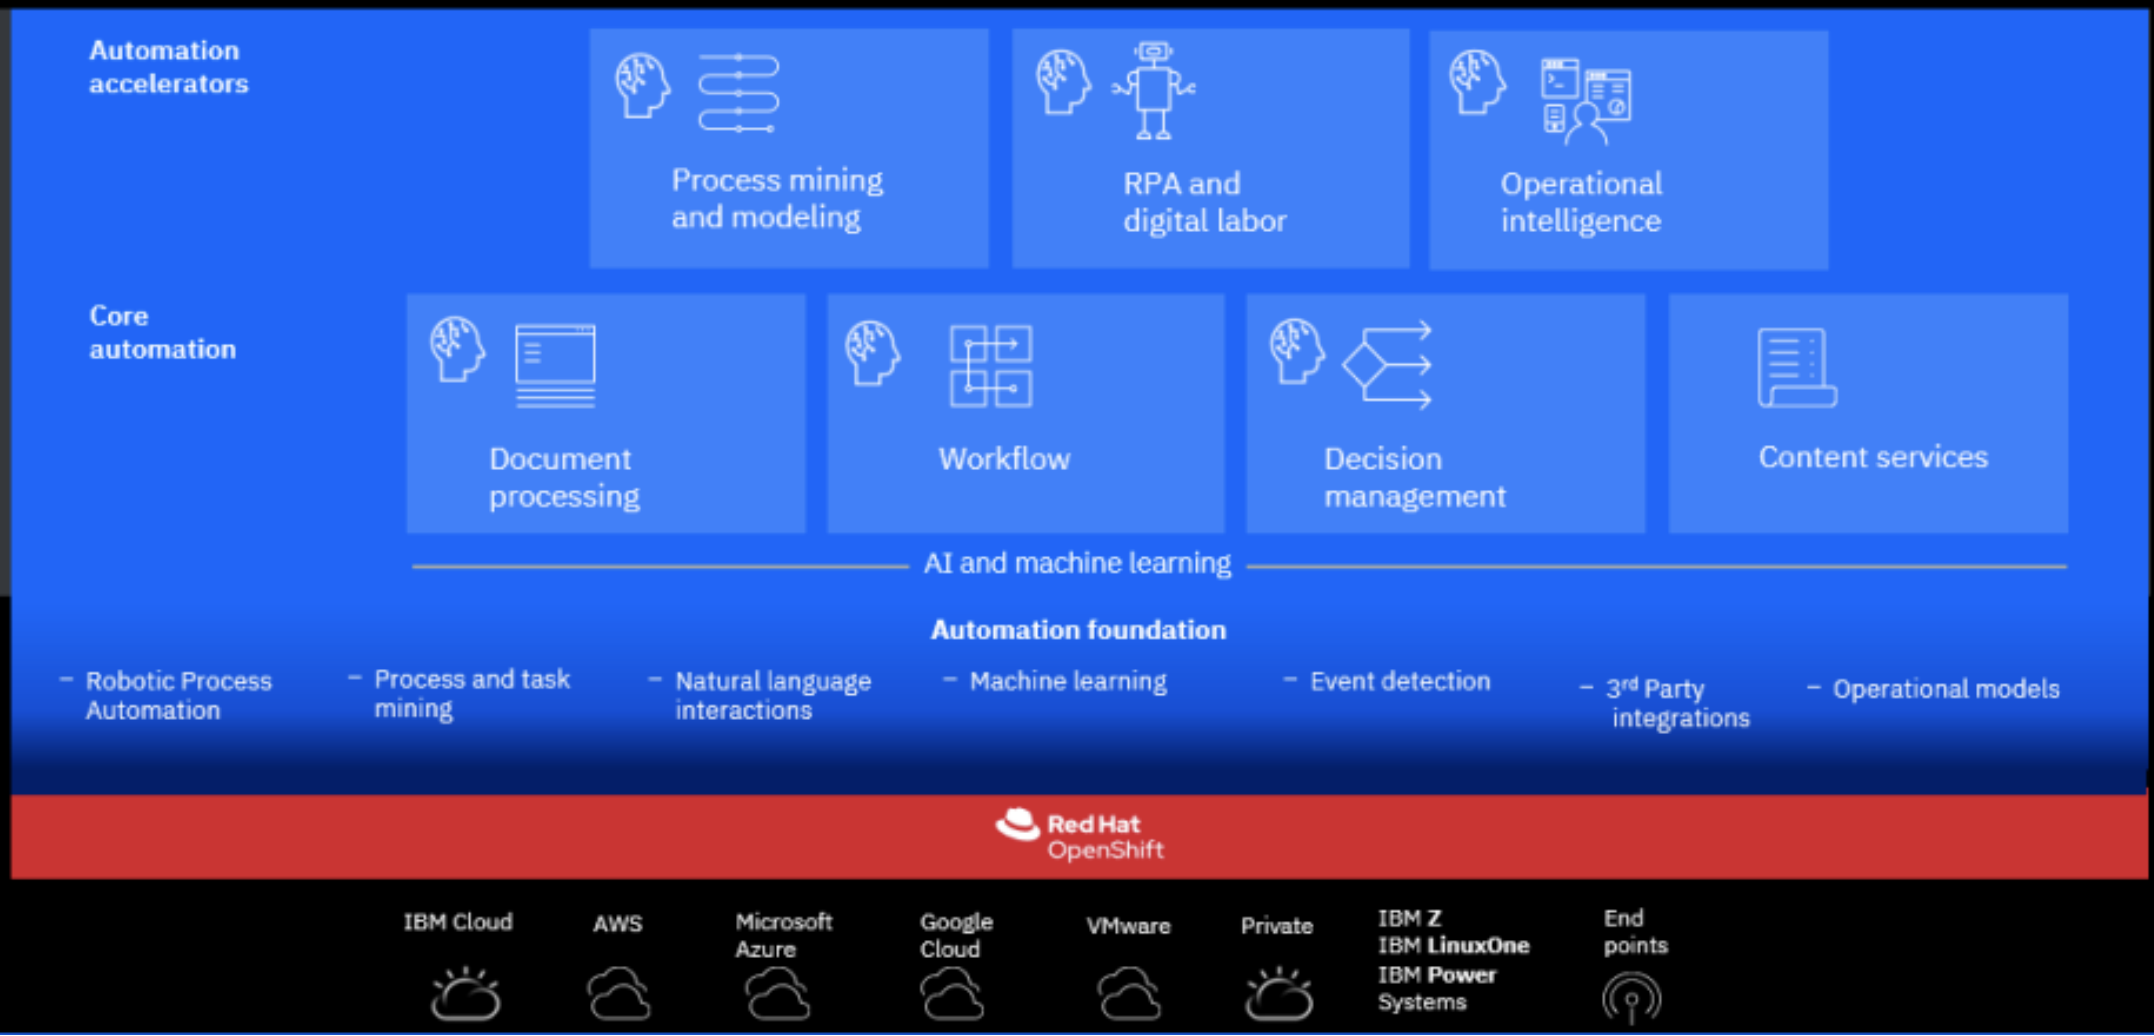 Automation
accelerators
Process mining
and modeling
RPA and
digital labor
Operational
intelligence
Core
automation
Document
processing
Workflow
Decision
management
Content services
AI and machine learning
Automation foundation
– Robotic Process
Automation
– Process and task
mining
– Natural language
interactions
– Machine learning
– Event detection
– 3rd Party
integrations
– Operational models
Red Hat
OpenShift
IBM Cloud
AWS
Microsoft
Azure
Google
Cloud
VMware
Private
IBM Z
IBM LinuxOne
IBM Power
Systems
End
points